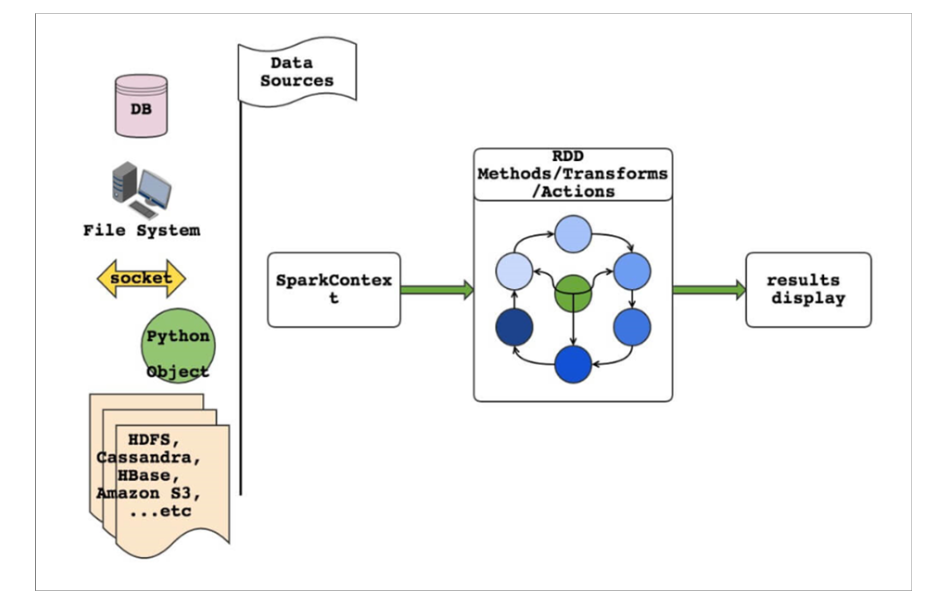 Data
Sources
DB
File System
socket
Python
Object
HDFS,
Cassandra,
HBase,
Amazon S3,
...etc
SparkContex
t
RDD
Methods/Transforms
/Actions
results
display